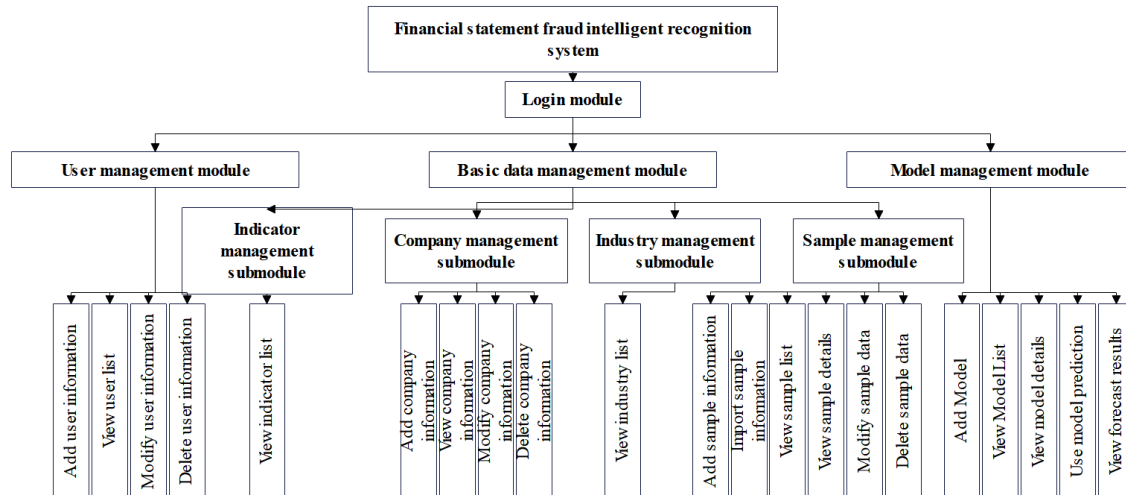 Financial statement fraud intelligent recognition
system
Login module
User management module
Basic data management module
Model management module
Indicator
management
submodule
Company management
submodule
Industry management
submodule
Sample management
submodule
Add user information
View user list
Modify user information
Delete user information
View indicator list
Add company
information
View company
information
Modify company
information
Delete company
information
View industry list
Add sample information
Import sample
information
View sample list
View sample details
Modify sample data
Delete sample data
Add Model
View Model List
View model details
Use model prediction
View forecast results